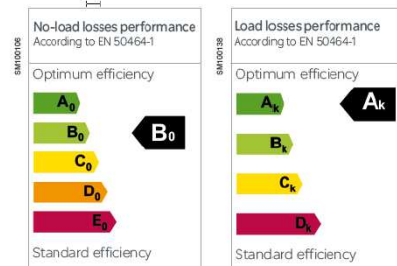 No-load losses performance
According to EN 50464-1
SM100106
Optimum efficiency
A0
B0
B0
C0
D0
E0
Standard efficiency
Load losses performance
According to EN 50464-1
SM100138
Optimum efficiency
Ak
Ak
Bk
Ck
Dk
Standard efficiency